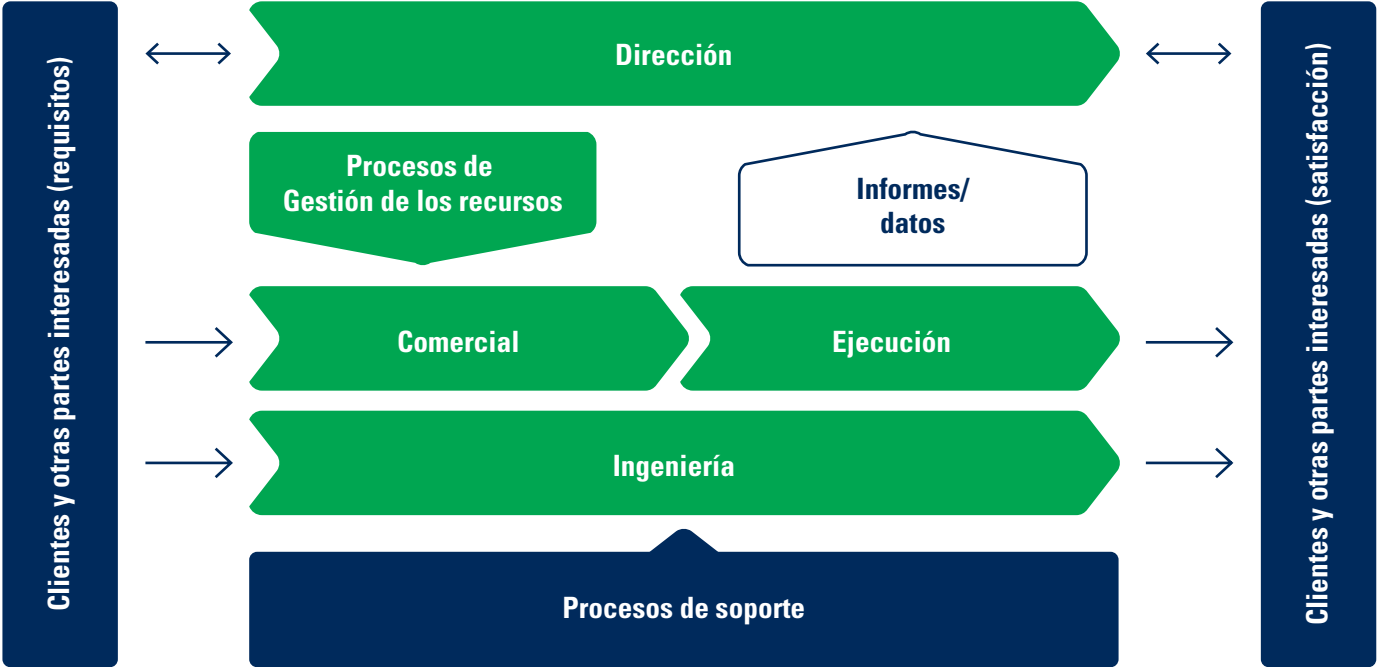 Clientes y otras partes interesadas (requisitos)
Dirección
Procesos de
Gestión de los recursos
Informes/
datos
Comercial
Ejecución
Ingeniería
Procesos de soporte
Clientes y otras partes interesadas (satisfacción)